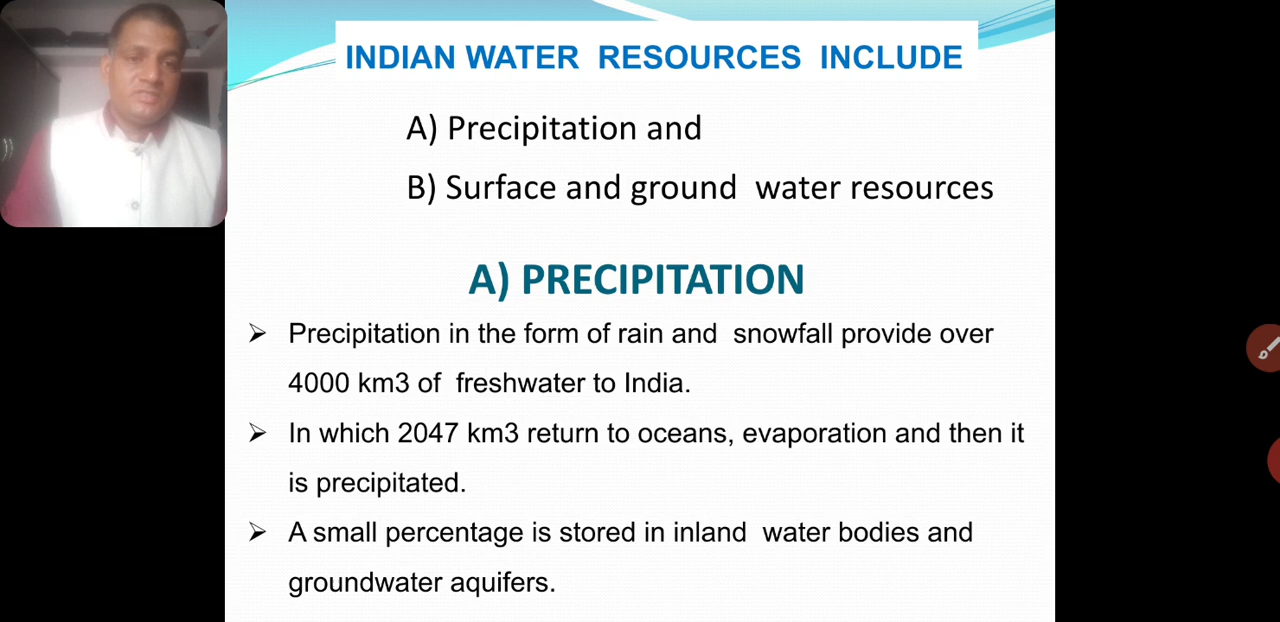 INDIAN WATER RESOURCES INCLUDE
A) Precipitation and
B) Surface and ground water resources
A) PRECIPITATION
➢ Precipitation in the form of rain and snowfall provide over
4000 km3 of freshwater to India.
➢ In which 2047 km3 return to oceans, evaporation and then it
is precipitated.
➢ A small percentage is stored in inland water bodies and
groundwater aquifers.